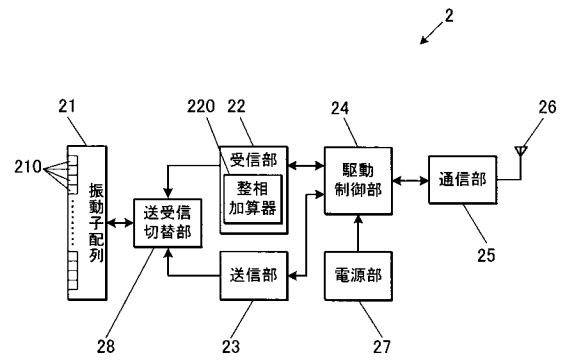 2
21
220
22
24
26
210
振動子配列
送受信
切替部
受信部
整相
加算器
駆動
制御部
通信部
25
送信部
電源部
28
23
27